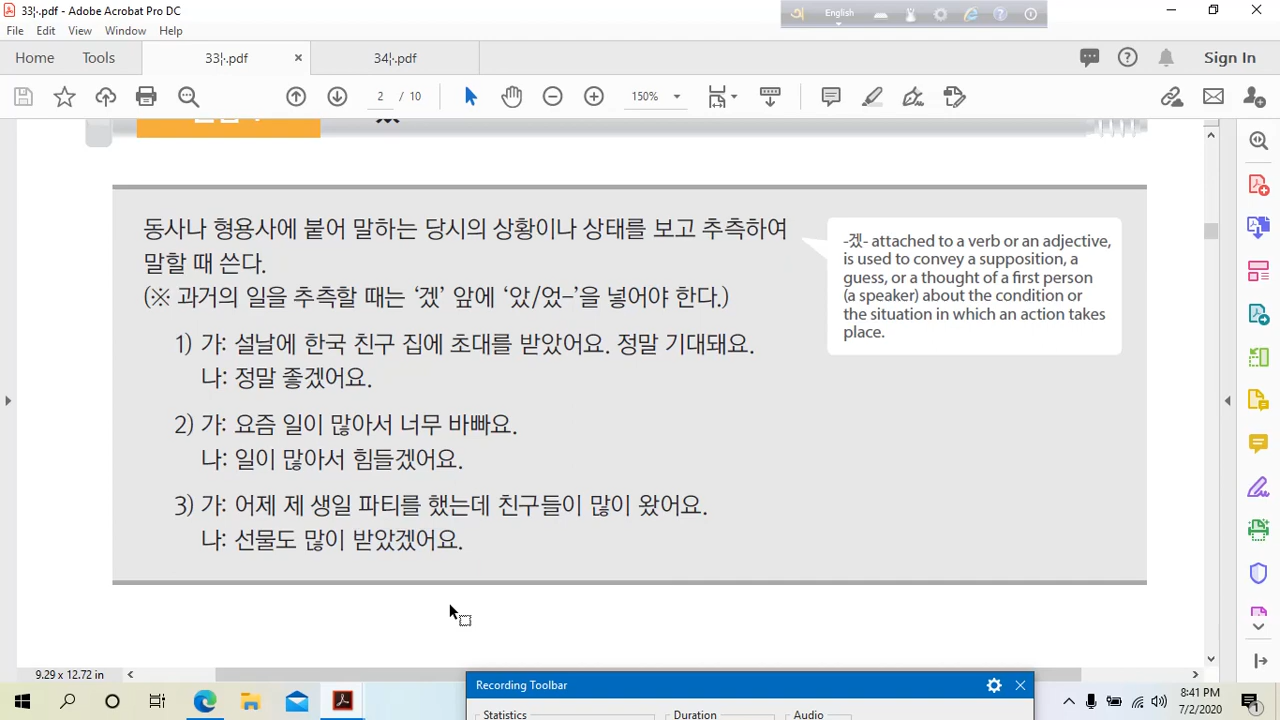 33¦·.pdf - Adobe Acrobat Pro DC
English
File Edit View Window Help
Home Tools 33¦·.pdf × 34¦·.pdf Sign In
2 / 10 150%
동사나 형용사에 붙어 말하는 당시의 상황이나 상태를 보고 추측하여
말할 때 쓴다.
(※ 과거의 일을 추측할 때는 ‘겠’ 앞에 ‘았/었–’을 넣어야 한다.)
-겠- attached to a verb or an adjective,
is used to convey a supposition, a
guess, or a thought of a first person
(a speaker) about the condition or
the situation in which an action takes
place.
1) 가: 설날에 한국 친구 집에 초대를 받았어요. 정말 기대돼요.
나: 정말 좋겠어요.
2) 가: 요즘 일이 많아서 너무 바빠요.
나: 일이 많아서 힘들겠어요.
3) 가: 어제 제 생일 파티를 했는데 친구들이 많이 왔어요.
나: 선물도 많이 받았겠어요.
9.29 x 12.72 in
Recording Toolbar
Statistics Duration Audio
8:41 PM
7/2/2020